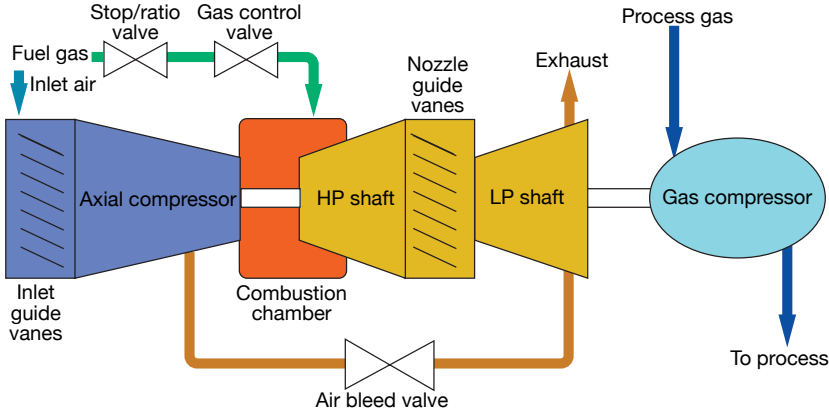 Stop/ratio
valve
Gas control
valve
Process gas
Fuel gas
Inlet air
Nozzle
guide
vanes
Exhaust
Axial compressor
HP shaft
LP shaft
Gas compressor
Inlet
guide
vanes
Combustion
chamber
To process
Air bleed valve